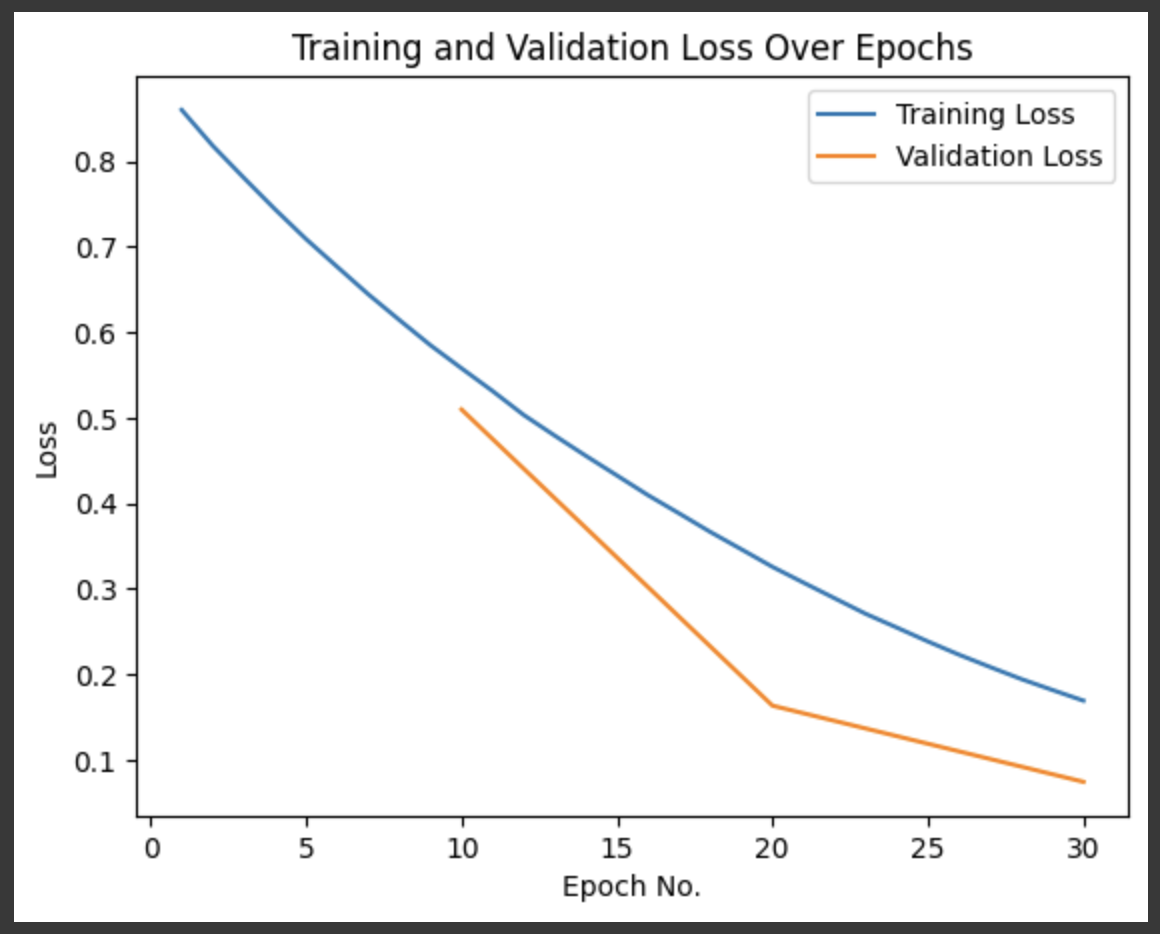 Training and Validation Loss Over Epochs
Training Loss
Validation Loss
0.8
0.7
0.6
0.5
0.4
0.3
0.2
0.1
Loss
0 5 10 15 20 25 30
Epoch No.